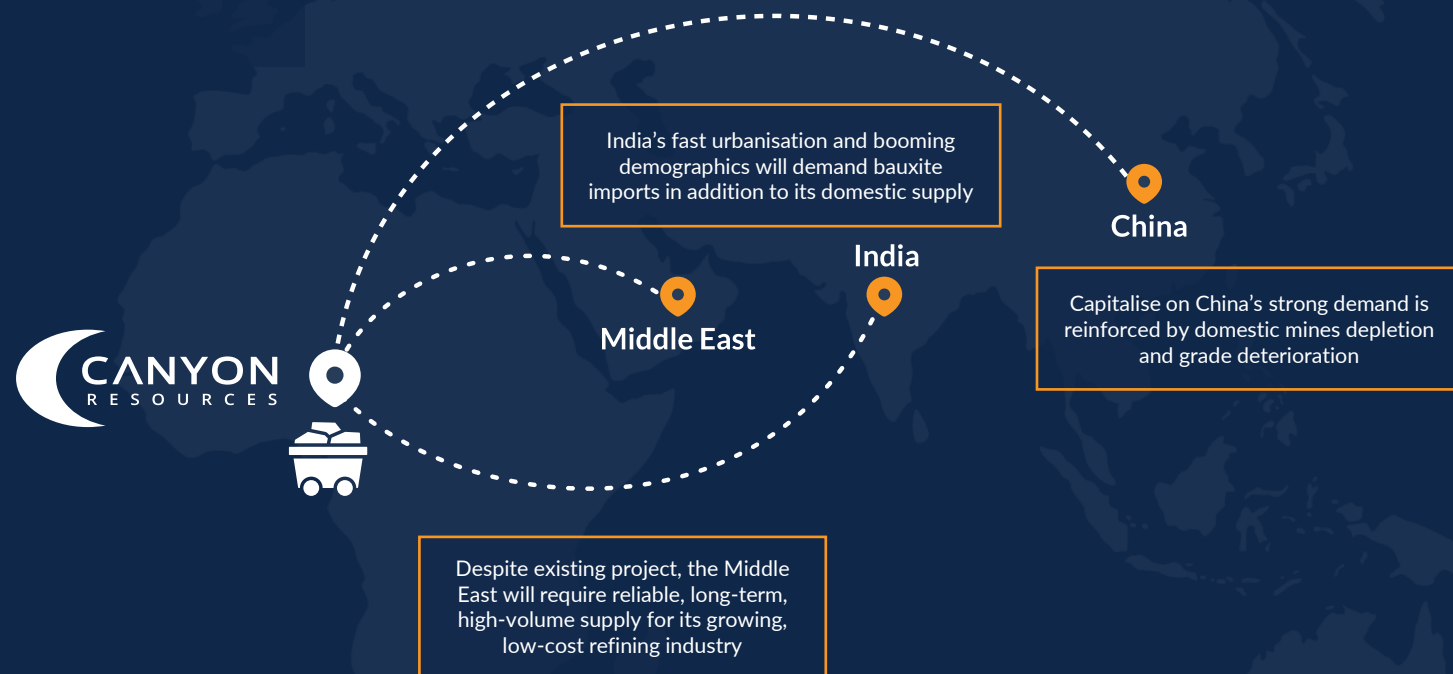 India’s fast urbanisation and booming
demographics will demand bauxite
imports in addition to its domestic supply
China
India
Capitalise on China’s strong demand is
reinforced by domestic mines depletion
and grade deterioration
Middle East
CANYON
RESOURCES
Despite existing project, the Middle
East will require reliable, long-term,
high-volume supply for its growing,
low-cost refining industry